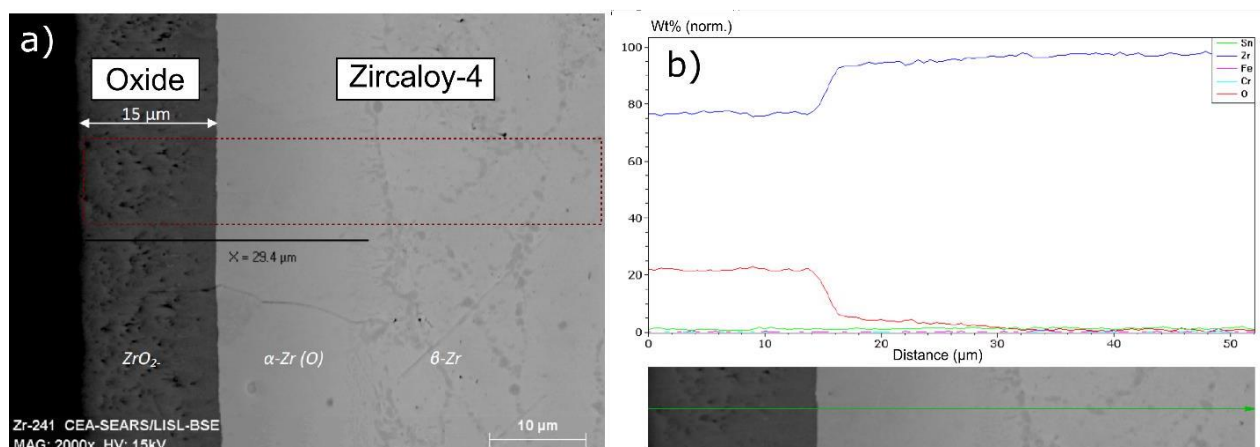 a)
Oxide
Zircaloy-4
15 µm
X = 29.4 µm
ZrO₂-
α-Zr (O)
β-Zr
Zr-241 CEA-SEARS/LISL-BSE
MAG: 2000x HV: 15kV
10 µm
Wt% (norm.)
b)
100
80
60
40
20
0
0
10
20
30
40
50
Distance (µm)
Sn
Zr
Fe
Cr
O